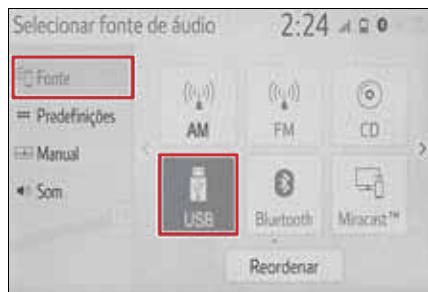 Selecionar fonte de áudio 2:24
Fonte
Predefinições
Manual
Som
AM FM CD
USB Bluetooth Miracast™
Reordenar